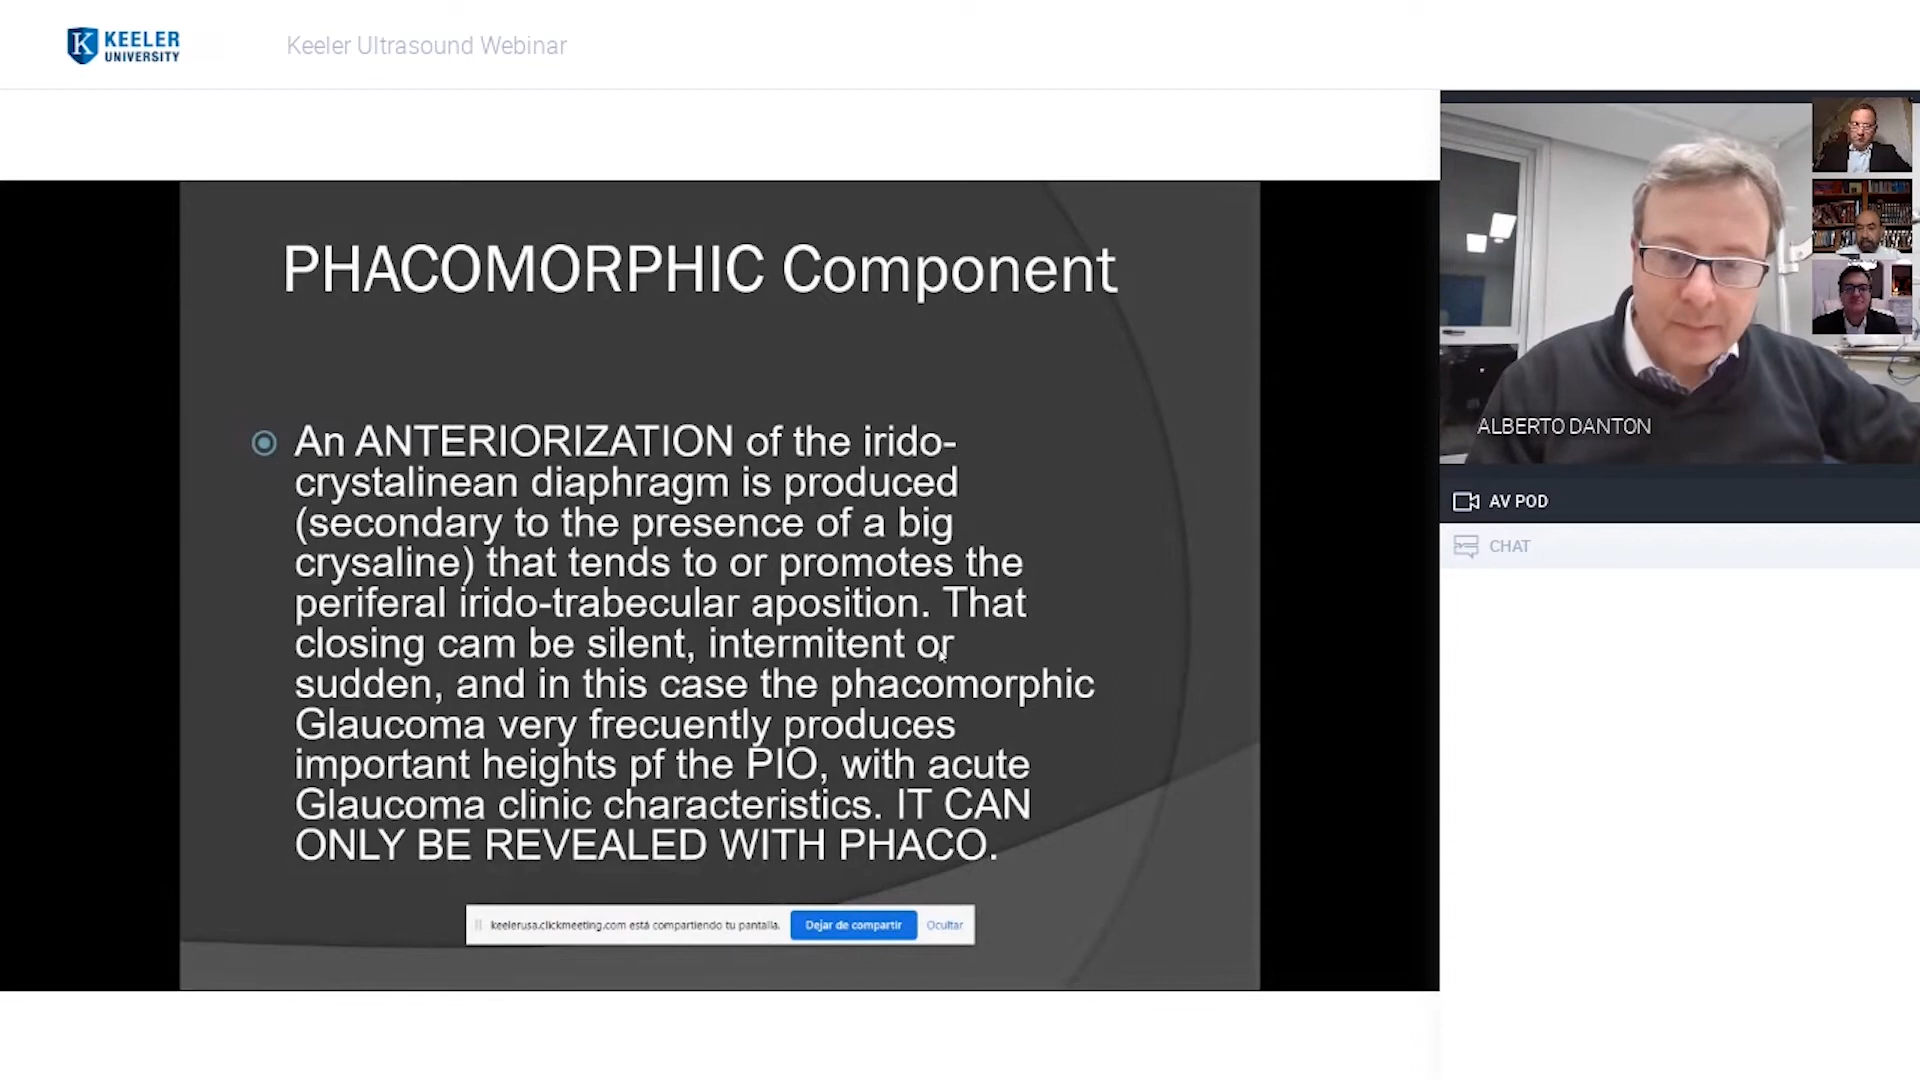 KEELER
UNIVERSITY
Keeler Ultrasound Webinar
PHACOMORPHIC Component
An ANTERIORIZATION of the irido-
crystalinean diaphragm is produced
(secondary to the presence of a big
crysaline) that tends to or promotes the
periferal irido-trabecular aposition. That
closing cam be silent, intermitent or
sudden, and in this case the phacomorphic
Glaucoma very frecuently produces
important heights pf the PIO, with acute
Glaucoma clinic characteristics. IT CAN
ONLY BE REVEALED WITH PHACO.
keelerusa.clickmeeting.com está compartiendo tu pantalla.
Dejar de compartir
Ocultar
ALBERTO DANTON
AV POD
CHAT